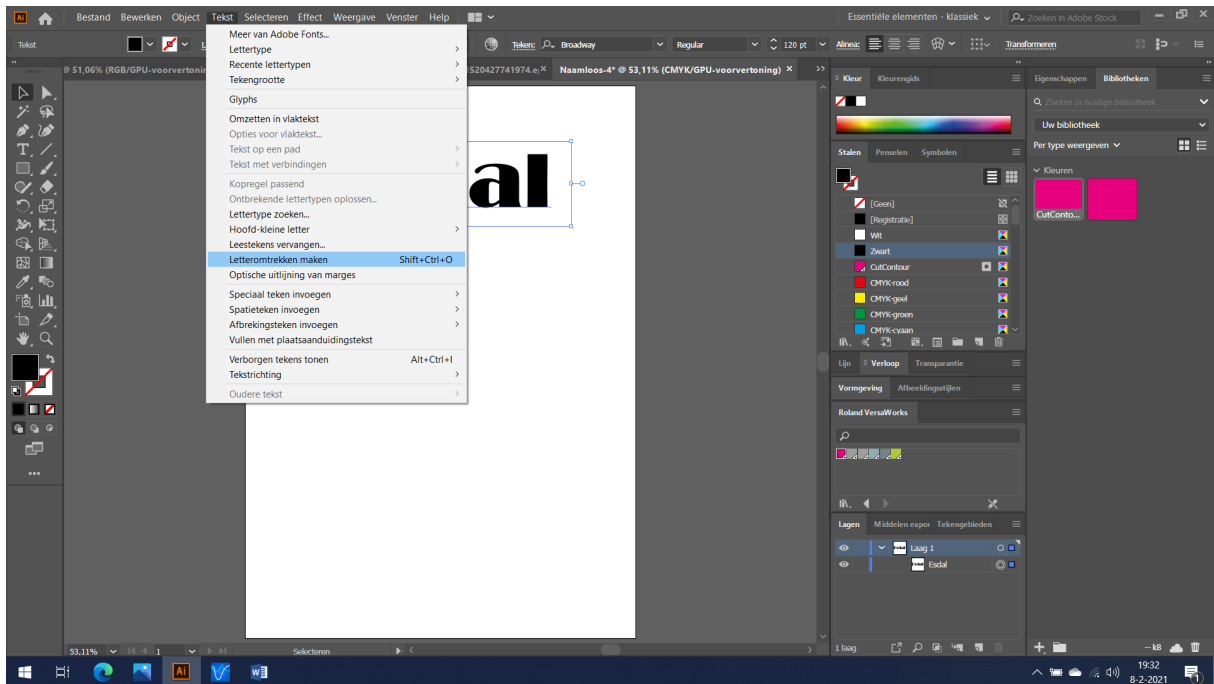 Ai Bestand Bewerken Object Tekst Selecteren Effect Weergave Venster Help Essentiële elementen - klassiek Zoeken in Adobe Stock
Tekst Teken: Broadway Regular 120 pt Alinea: Transformeren
51,06% (RGB/GPU-voorvertonin 1520427741974.e Naamloos-4* @ 53,11% (CMYK/GPU-voorvertoning) ×
Meer van Adobe Fonts...
Lettertype
Recente lettertypen
Tekengrootte
Glyphs
Omzetten in vlaktekst
Opties voor vlaktekst...
Tekst op een pad
Tekst met verbindingen
Kopregel passend
Ontbrekende lettertypen oplossen...
Lettertype zoeken...
Hoofd-kleine letter
Leestekens vervangen...
Letteromtrekken maken Shift+Ctrl+O
Optische uitlijning van marges
Speciaal teken invoegen
Spatieteken invoegen
Afbrekingsteken invoegen
Vullen met plaatsaanduidingstekst
Verborgen tekens tonen Alt+Ctrl+I
Tekstrichting
Oudere tekst
al
Kleur Kleurengids
Stalen Penselen Symbolen
[Geen]
[Registratie]
Wit
Zwart
CutContour
CMYK-rood
CMYK-geel
CMYK-groen
CMYK-cyaan
Lijn Verloop Transparantie
Vormgeving Afbeeldingsstijlen
Roland VersaWorks
Lagen Middelen expor Tekengebieden
Laag 1
Esdal
1 laag
Eigenschappen Bibliotheken
Zoeken in huidige bibliotheek
Uw bibliotheek
Per type weergeven
Kleuren
CutConto...
-- kB
53,11% 1 Selecteren
Ai
19:32
8-2-2021